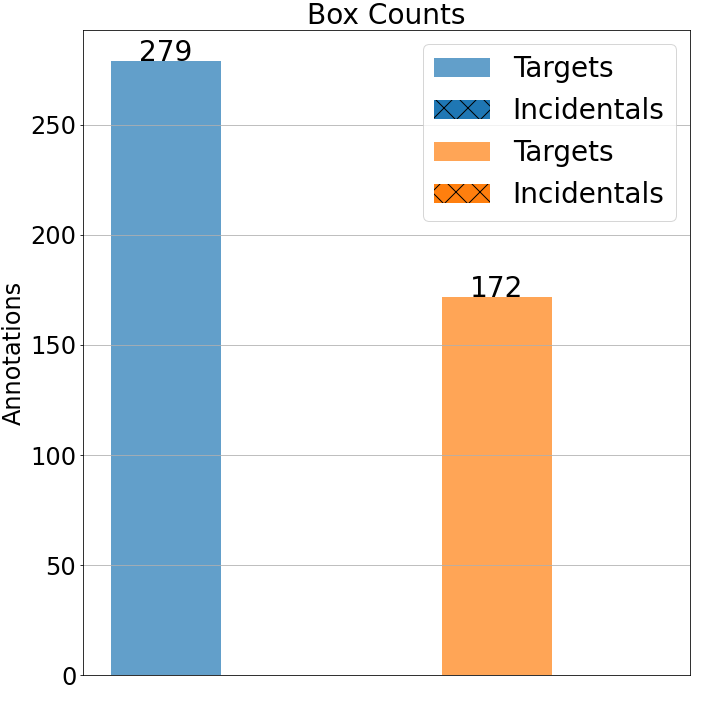 Box Counts
279
Targets
Incidentals
Targets
Incidentals
172
Annotations
250
200
150
100
50
0